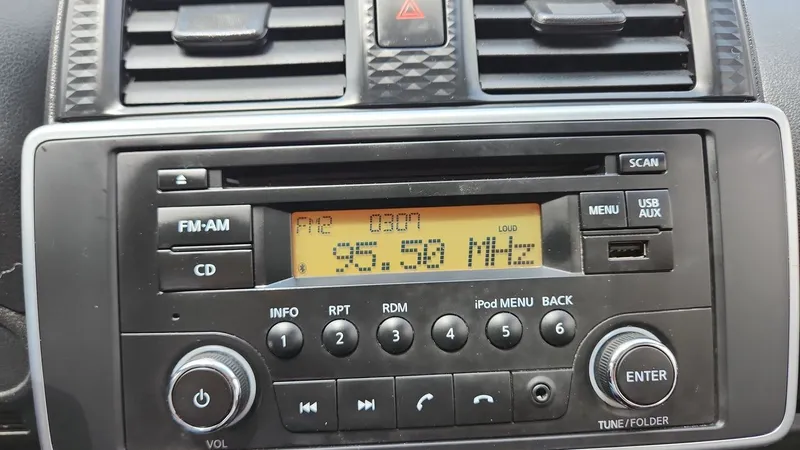 SCAN
FM-AM
CD
FM2 0307
LOUD
95.50 MHz
MENU
USB AUX
INFO RPT RDM iPod MENU BACK
1 2 3 4 5 6
ENTER
VOL
TUNE/FOLDER